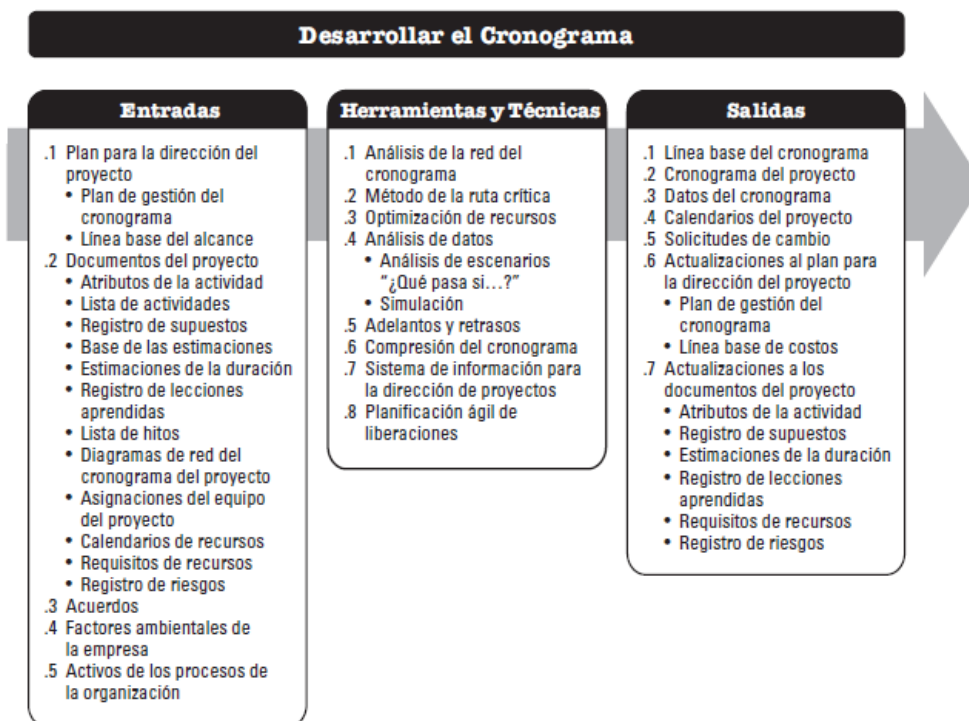 Desarrollar el Cronograma
Entradas
.1 Plan para la dirección del
proyecto
• Plan de gestión del
cronograma
• Línea base del alcance
.2 Documentos del proyecto
• Atributos de la actividad
• Lista de actividades
• Registro de supuestos
• Base de las estimaciones
• Estimaciones de la duración
• Registro de lecciones
aprendidas
• Lista de hitos
• Diagramas de red del
cronograma del proyecto
• Asignaciones del equipo
del proyecto
• Calendarios de recursos
• Requisitos de recursos
• Registro de riesgos
.3 Acuerdos
.4 Factores ambientales de
la empresa
.5 Activos de los procesos de
la organización
Herramientas y Técnicas
.1 Análisis de la red del
cronograma
.2 Método de la ruta crítica
.3 Optimización de recursos
.4 Análisis de datos
• Análisis de escenarios
"¿Qué pasa si...?"
• Simulación
.5 Adelantos y retrasos
.6 Compresión del cronograma
.7 Sistema de información para
la dirección de proyectos
.8 Planificación ágil de
liberaciones
Salidas
.1 Línea base del cronograma
.2 Cronograma del proyecto
.3 Datos del cronograma
.4 Calendarios del proyecto
.5 Solicitudes de cambio
.6 Actualizaciones al plan para
la dirección del proyecto
• Plan de gestión del
cronograma
• Línea base de costos
.7 Actualizaciones a los
documentos del proyecto
• Atributos de la actividad
• Registro de supuestos
• Estimaciones de la duración
• Registro de lecciones
aprendidas
• Requisitos de recursos
• Registro de riesgos